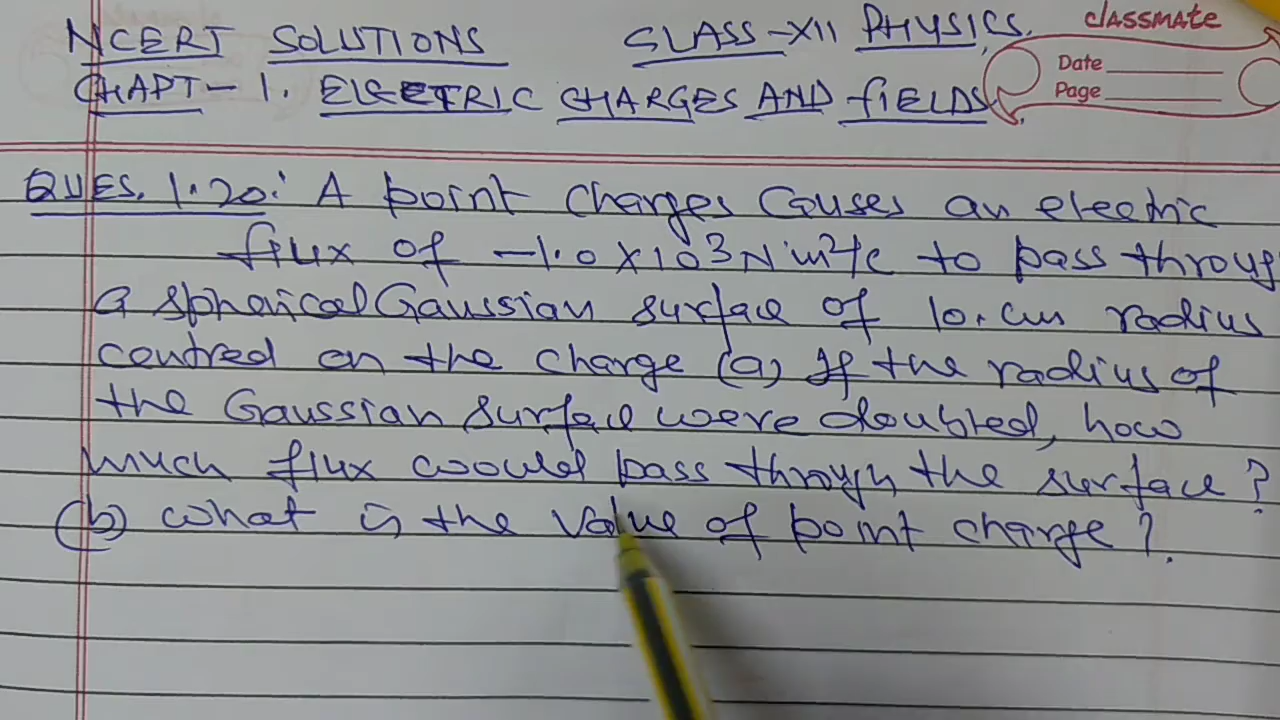 NCERT SOLUTIONS CLASS-XII PHYSICS.
classmate
CHAPT-1. ELECTRIC CHARGES AND FIELDS
Date
Page
QUES. 1.20: A point Charges Causes an electric
flux of -1.0 X 10³ Nm²/C to pass throug
a spherical Gaussian surface of 10.cm radius
centred on the charge (a) If the radius of
the Gaussian surface were doubled, how
much flux would pass through the surface?
(b) what is the value of point charge?